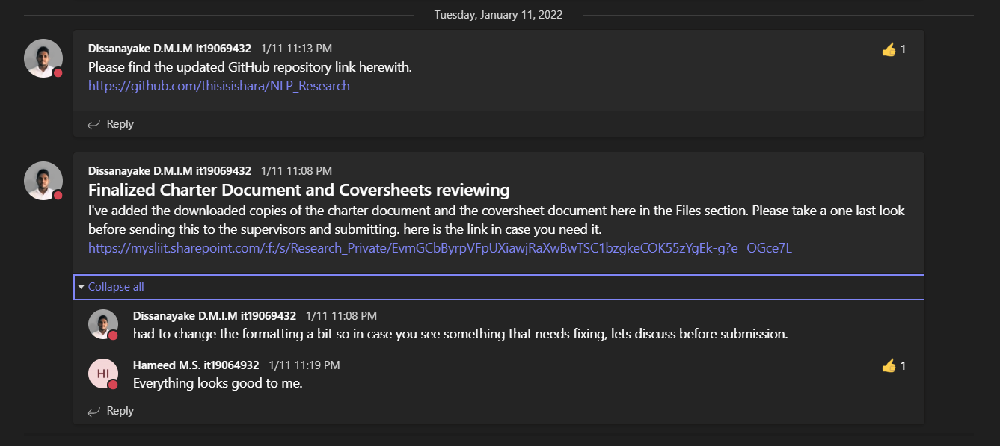 Tuesday, January 11, 2022
Dissanayake D.M.I.M it19069432 1/11 11:13 PM
👍 1
Please find the updated GitHub repository link herewith.
https://github.com/thisisishara/NLP_Research
Reply
Dissanayake D.M.I.M it19069432 1/11 11:08 PM
Finalized Charter Document and Coversheets reviewing
I've added the downloaded copies of the charter document and the coversheet document here in the Files section. Please take a one last look
before sending this to the supervisors and submitting. here is the link in case you need it.
https://mysliit.sharepoint.com/:f:/s/Research_Private/EvmGCbByrpVFpUXiawjRaXwBwTSC1bzgkeCOK55zYgEk-g?e=OGce7L
Collapse all
Dissanayake D.M.I.M it19069432 1/11 11:08 PM
had to change the formatting a bit so in case you see something that needs fixing, lets discuss before submission.
HI
Hameed M.S. it19064932 1/11 11:19 PM
👍 1
Everything looks good to me.
Reply